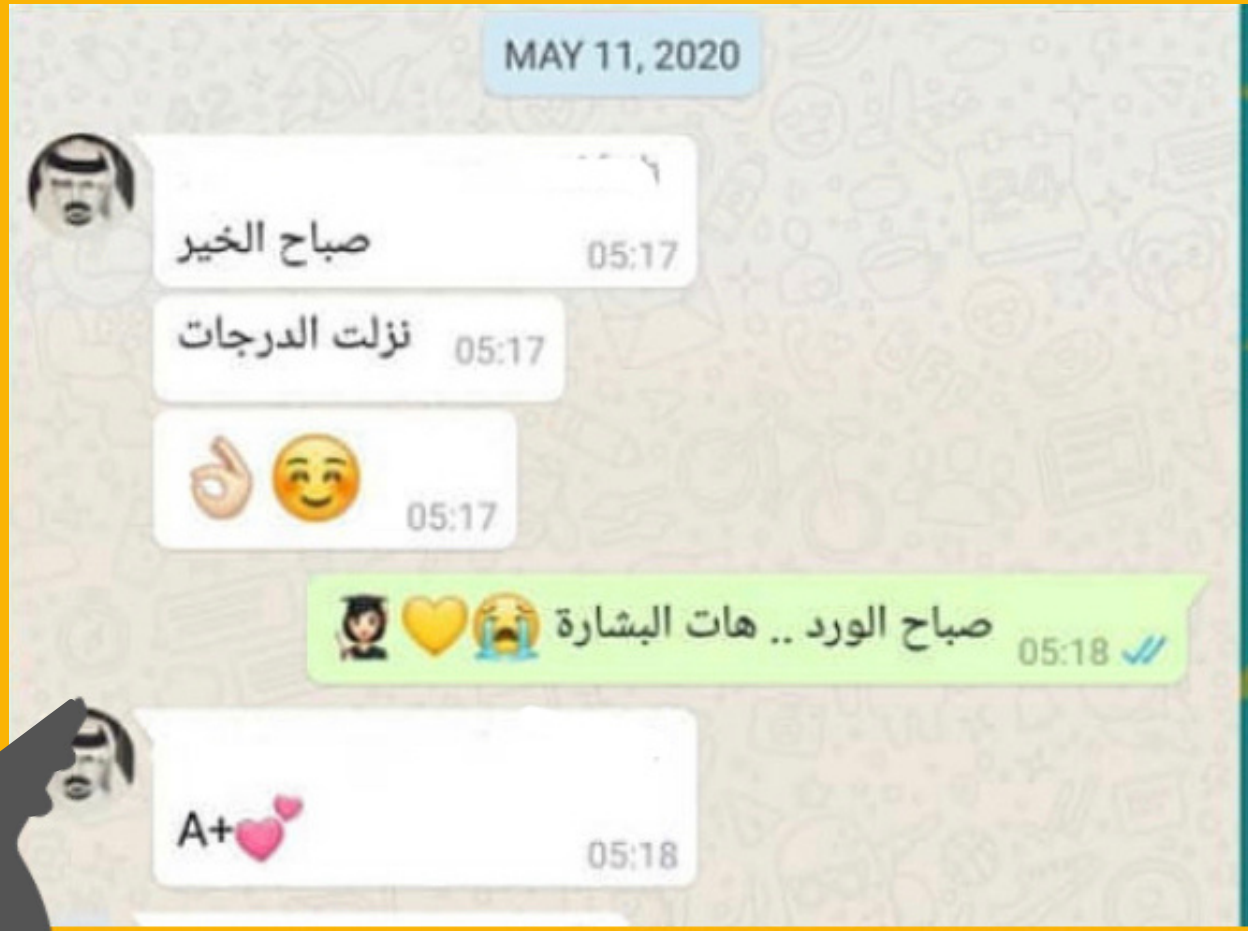 MAY 11, 2020
صباح الخير 05:17
نزلت الدرجات 05:17
👌🏻☺️ 05:17
صباح الورد .. هات البشارة 😭💛👩🏻‍🎓 05:18
A+💕 05:18